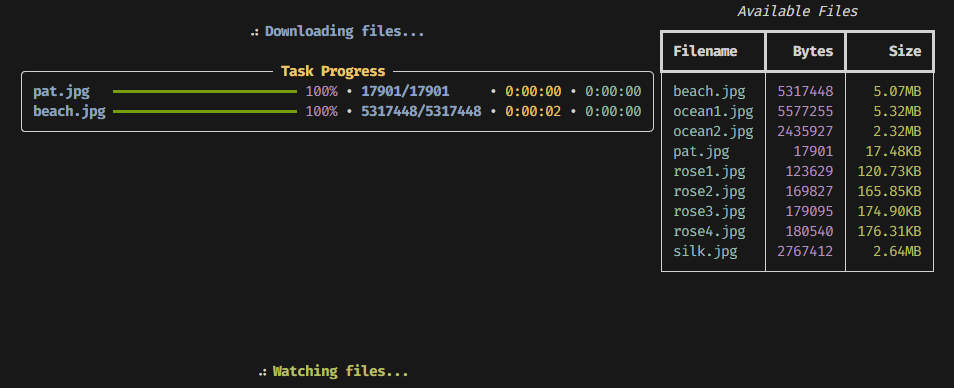 Downloading files...
Task Progress
pat.jpg 100% • 17901/17901 • 0:00:00 • 0:00:00
beach.jpg 100% • 5317448/5317448 • 0:00:02 • 0:00:00
Watching files...
Available Files
Filename Bytes Size
beach.jpg 5317448 5.07MB
ocean1.jpg 5577255 5.32MB
ocean2.jpg 2435927 2.32MB
pat.jpg 17901 17.48KB
rose1.jpg 123629 120.73KB
rose2.jpg 169827 165.85KB
rose3.jpg 179095 174.90KB
rose4.jpg 180540 176.31KB
silk.jpg 2767412 2.64MB